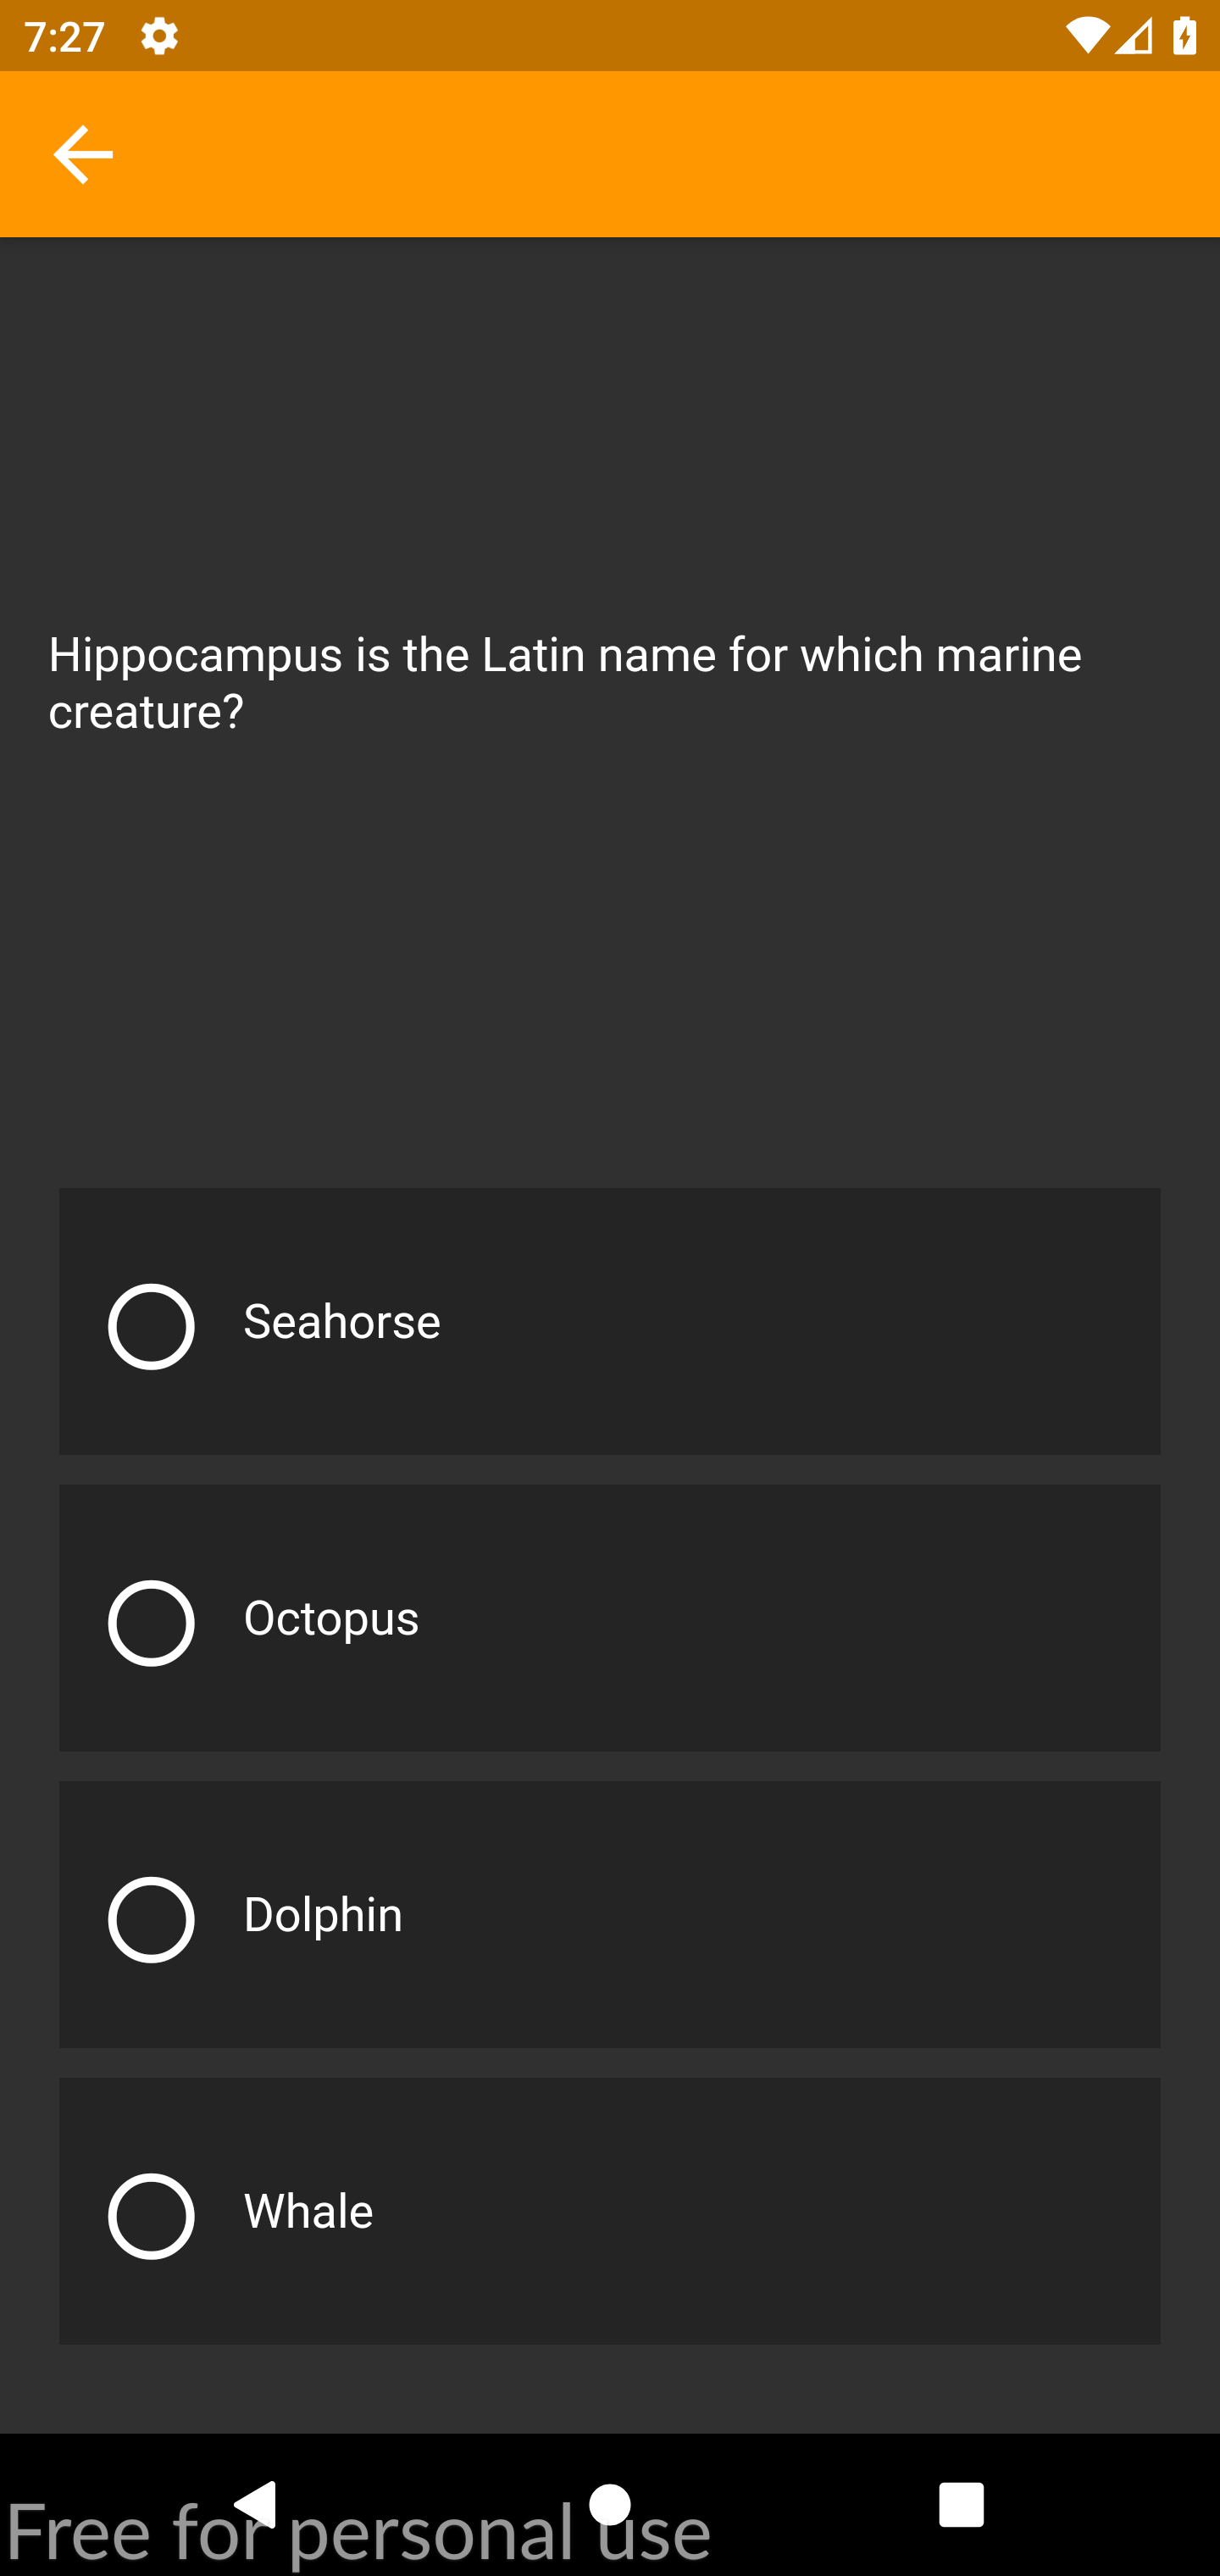 7:27
Hippocampus is the Latin name for which marine
creature?
Seahorse
Octopus
Dolphin
Whale
Free for personal use